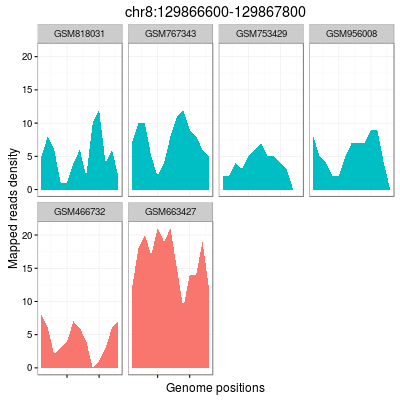 chr8:129866600-129867800
GSM818031 GSM767343 GSM753429 GSM956008
20
15
10
5
0
Mapped reads density
GSM466732 GSM663427
20
15
10
5
0
Genome positions